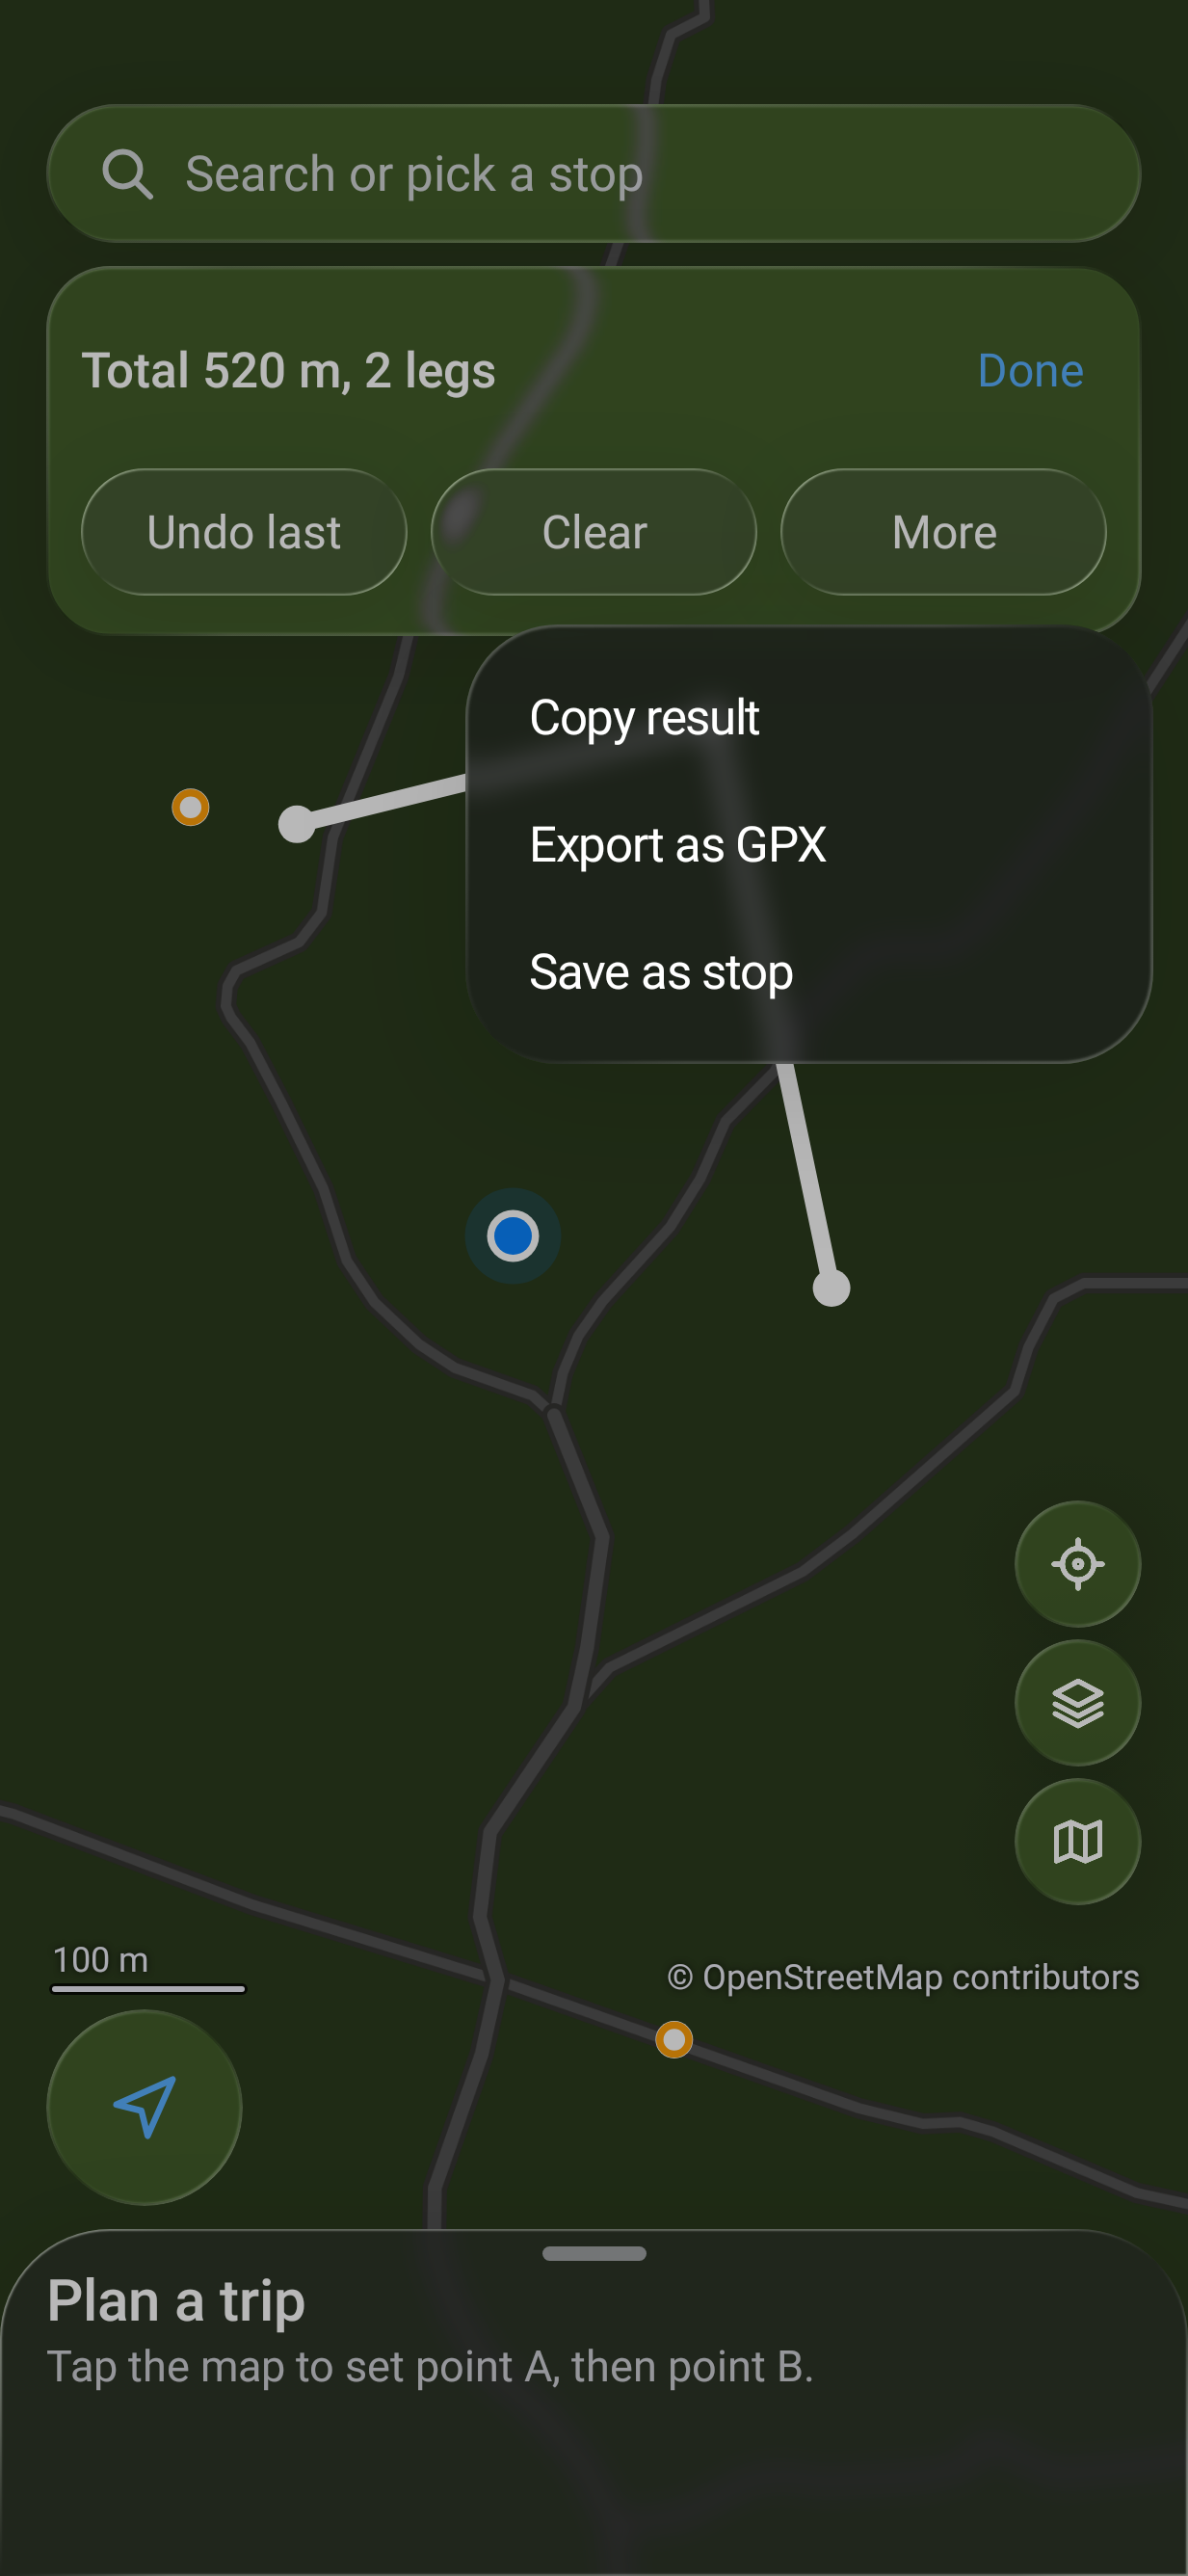 Search or pick a stop
Total 520 m, 2 legs
Done
Undo last
Clear
More
Copy result
Export as GPX
Save as stop
100 m
© OpenStreetMap contributors
Plan a trip
Tap the map to set point A, then point B.